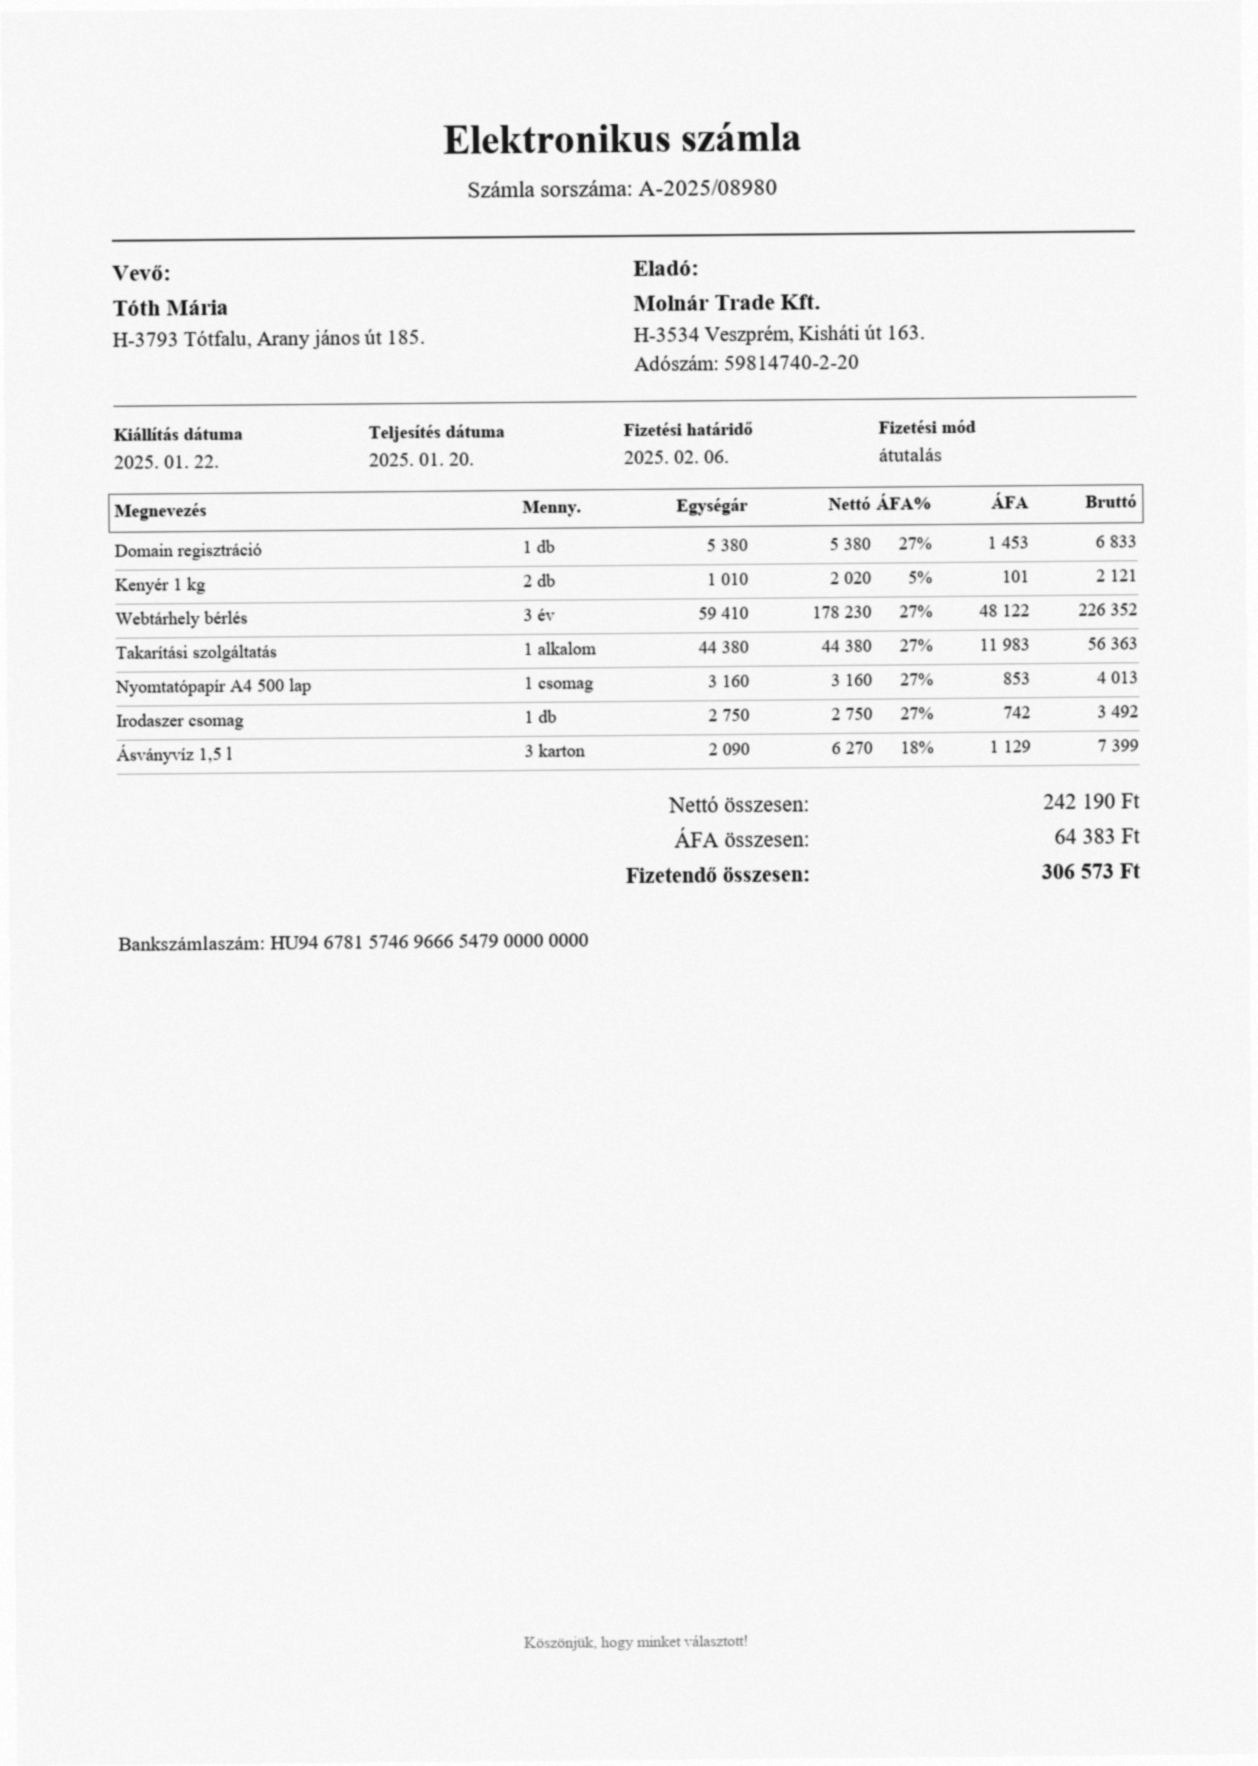 Elektronikus számla
Számla sorszáma: A-2025/08980
Vevő:
Tóth Mária
H-3793 Tótfalu, Arany jános út 185.
Eladó:
Molnár Trade Kft.
H-3534 Veszprém, Kisháti út 163.
Adószám: 59814740-2-20
Kiállítás dátuma Teljesítés dátuma Fizetési határidő Fizetési mód
2025. 01. 22. 2025. 01. 20. 2025. 02. 06. átutalás
Megnevezés Menny. Egységár Nettó ÁFA% ÁFA Bruttó
Domain regisztráció 1 db 5 380 5 380 27% 1 453 6 833
Kenyér 1 kg 2 db 1 010 2 020 5% 101 2 121
Webtárhely bérlés 3 év 59 410 178 230 27% 48 122 226 352
Takarítási szolgáltatás 1 alkalom 44 380 44 380 27% 11 983 56 363
Nyomtatópapír A4 500 lap 1 csomag 3 160 3 160 27% 853 4 013
Irodaszer csomag 1 db 2 750 2 750 27% 742 3 492
Ásványvíz 1,5 l 3 karton 2 090 6 270 18% 1 129 7 399
Nettó összesen: 242 190 Ft
ÁFA összesen: 64 383 Ft
Fizetendő összesen: 306 573 Ft
Bankszámlaszám: HU94 6781 5746 9666 5479 0000 0000
Köszönjük, hogy minket választott!